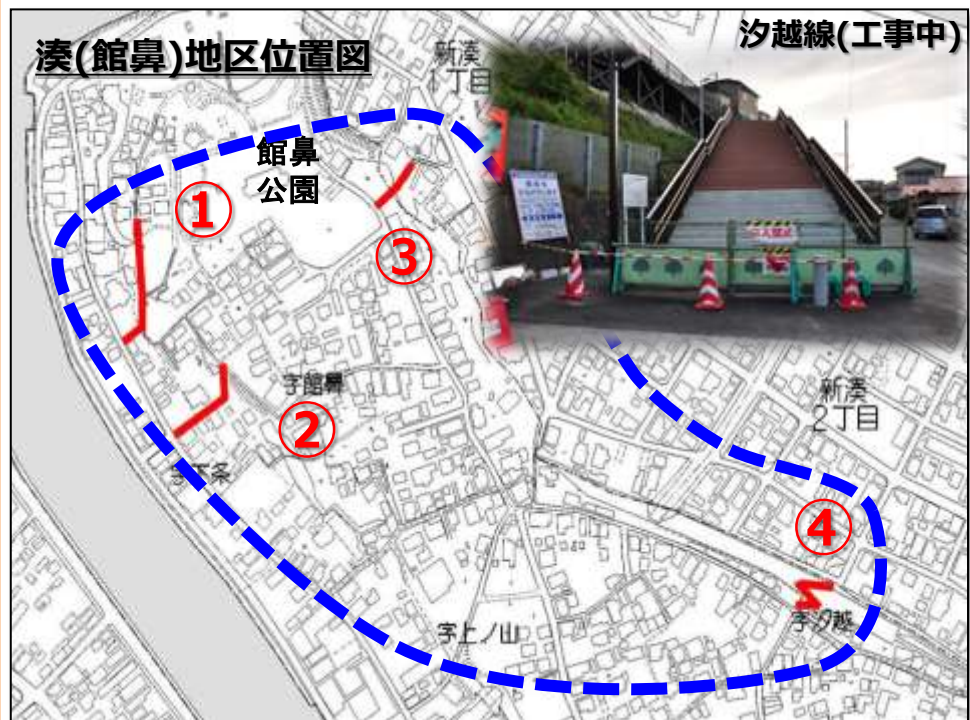 湊(館鼻)地区位置図
汐越線(工事中)
新湊
1丁目
館鼻
公園
①
③
字館鼻
②
新湊
2丁目
④
字下条
字上ノ山
字汐越